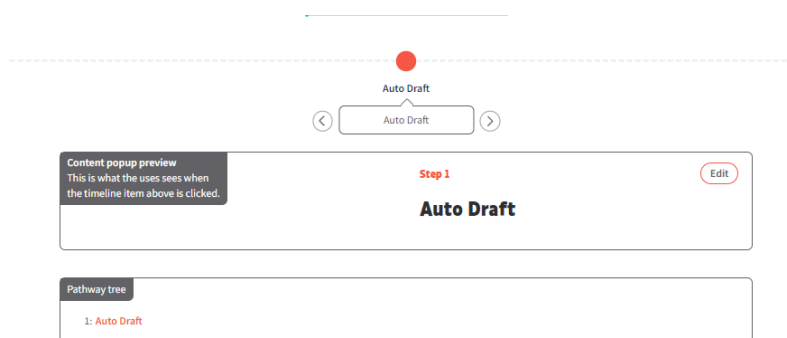 Auto Draft
Auto Draft
Content popup preview
This is what the uses sees when
the timeline item above is clicked.
Step 1
Edit
Auto Draft
Pathway tree
1: Auto Draft